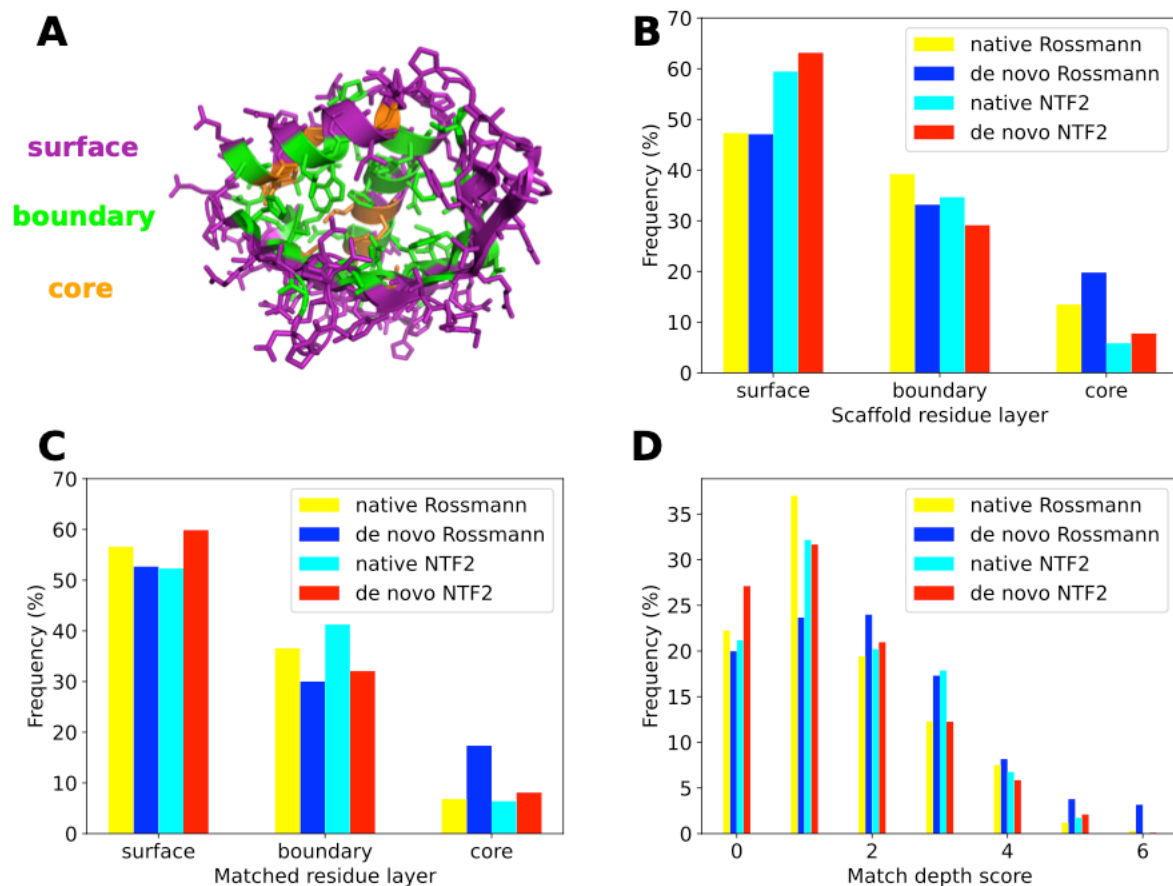 A
surface
boundary
core
B
70
60
50
40
30
20
10
0
Frequency (%)
native Rossmann
de novo Rossmann
native NTF2
de novo NTF2
surface boundary core
Scaffold residue layer
C
70
60
50
40
30
20
10
0
Frequency (%)
native Rossmann
de novo Rossmann
native NTF2
de novo NTF2
surface boundary core
Matched residue layer
D
35
30
25
20
15
10
5
0
Frequency (%)
native Rossmann
de novo Rossmann
native NTF2
de novo NTF2
0 2 4 6
Match depth score